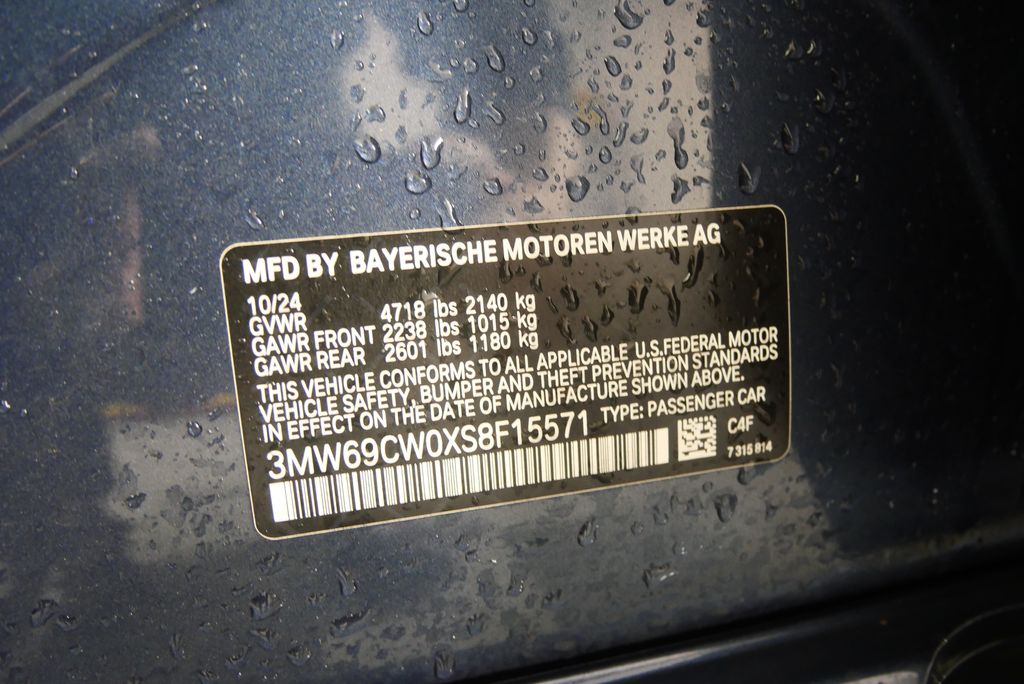 MFD BY BAYERISCHE MOTOREN WERKE AG
10/24
GVWR 4718 lbs 2140 kg
GAWR FRONT 2238 lbs 1015 kg
GAWR REAR 2601 lbs 1180 kg
THIS VEHICLE CONFORMS TO ALL APPLICABLE U.S.FEDERAL MOTOR
VEHICLE SAFETY, BUMPER AND THEFT PREVENTION STANDARDS
IN EFFECT ON THE DATE OF MANUFACTURE SHOWN ABOVE.
3MW69CW0XS8F15571 TYPE: PASSENGER CAR
C4F
7 315 814